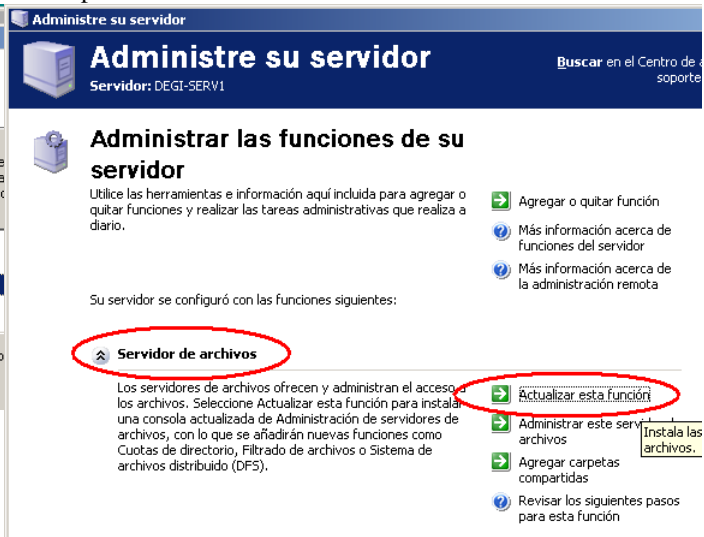 Administre su servidor
Administre su servidor
Servidor: DEGI-SERV1
Buscar en el Centro de
soporte
Administrar las funciones de su
servidor
Utilice las herramientas e información aquí incluida para agregar o
quitar funciones y realizar las tareas administrativas que realiza a
diario.
Agregar o quitar función
Más información acerca de
funciones del servidor
Más información acerca de
la administración remota
Su servidor se configuró con las funciones siguientes:
Servidor de archivos
Los servidores de archivos ofrecen y administran el acceso a
los archivos. Seleccione Actualizar esta función para instalar
una consola actualizada de Administración de servidores de
archivos, con lo que se añadirán nuevas funciones como
Cuotas de directorio, Filtrado de archivos o Sistema de
archivos distribuido (DFS).
Actualizar esta función
Administrar este
archivos
Instala las
archivos.
Agregar carpetas
compartidas
Revisar los siguientes pasos
para esta función